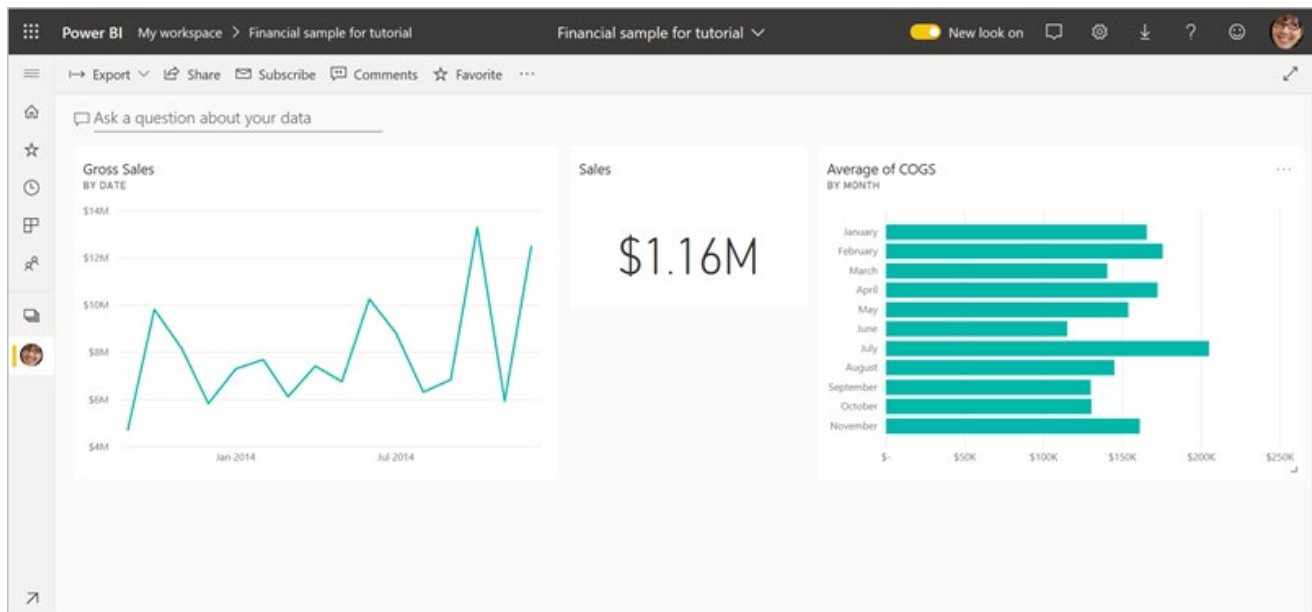 Power BI My workspace > Financial sample for tutorial
Financial sample for tutorial
New look on
?
Export Share Subscribe Comments Favorite ...
Ask a question about your data
Gross Sales
BY DATE
$14M
$12M
$10M
$8M
$6M
$4M
Jan 2014 Jul 2014
Sales
$1.16M
Average of COGS
BY MONTH
January
February
March
April
May
June
July
August
September
October
November
$- $50K $100K $150K $200K $250K